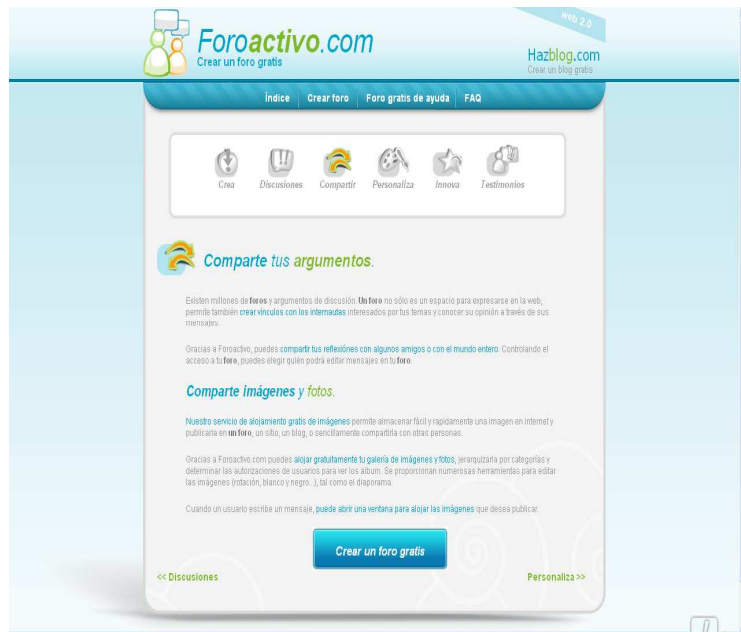 web 2.0
Foroactivo.com
Crear un foro gratis
Hazblog.com
Crear un blog gratis
Índice Crear foro Foro gratis de ayuda FAQ
Crea Discusiones Compartir Personaliza Innova Testimonios
Comparte tus argumentos.
Existen millones de foros y argumentos de discusión. Un foro no sólo es un espacio para expresarse en la web,
permite también crear vínculos con los internautas interesados por tus temas y conocer su opinión a través de sus
mensajes.
Gracias a Foroactivo, puedes compartir tus reflexiónes con algunos amigos o con el mundo entero. Controlando el
acceso a tu foro, puedes elegir quién podrá editar mensajes en tu foro.
Comparte imágenes y fotos.
Nuestro servicio de alojamiento gratis de imágenes permite almacenar fácil y rapidamente una imagen en internet y
publicarla en un foro, un sitio, un blog, o sencillamente compartirla con otras personas.
Gracias a Foroactivo com puedes alojar gratuitamente tu galería de imágenes y fotos, jerarquizarla por categorías y
determinar las autorizaciones de usuarios para ver los album. Se proporcionan numerosas herramientas para editar
las imágenes (rotación, blanco y negro...), tal como el diaporama.
Cuando un usuario escribe un mensaje, puede abrir una ventana para alojar las imágenes que desea publicar.
Crear un foro gratis
<< Discusiones Personaliza >>